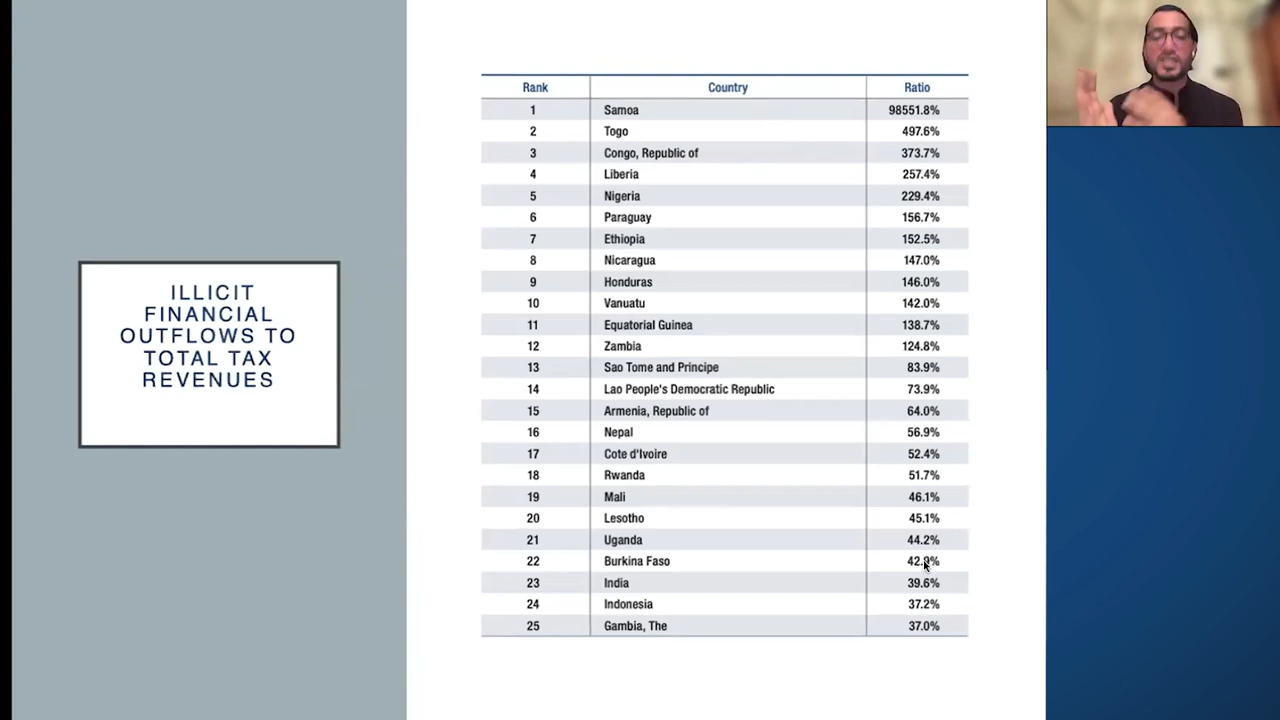 ILLICIT
FINANCIAL
OUTFLOWS TO
TOTAL TAX
REVENUES
Rank Country Ratio
1 Samoa 98551.8%
2 Togo 497.6%
3 Congo, Republic of 373.7%
4 Liberia 257.4%
5 Nigeria 229.4%
6 Paraguay 156.7%
7 Ethiopia 152.5%
8 Nicaragua 147.0%
9 Honduras 146.0%
10 Vanuatu 142.0%
11 Equatorial Guinea 138.7%
12 Zambia 124.8%
13 Sao Tome and Principe 83.9%
14 Lao People's Democratic Republic 73.9%
15 Armenia, Republic of 64.0%
16 Nepal 56.9%
17 Cote d'Ivoire 52.4%
18 Rwanda 51.7%
19 Mali 46.1%
20 Lesotho 45.1%
21 Uganda 44.2%
22 Burkina Faso
23 India 39.6%
24 Indonesia 37.2%
25 Gambia, The 37.0%